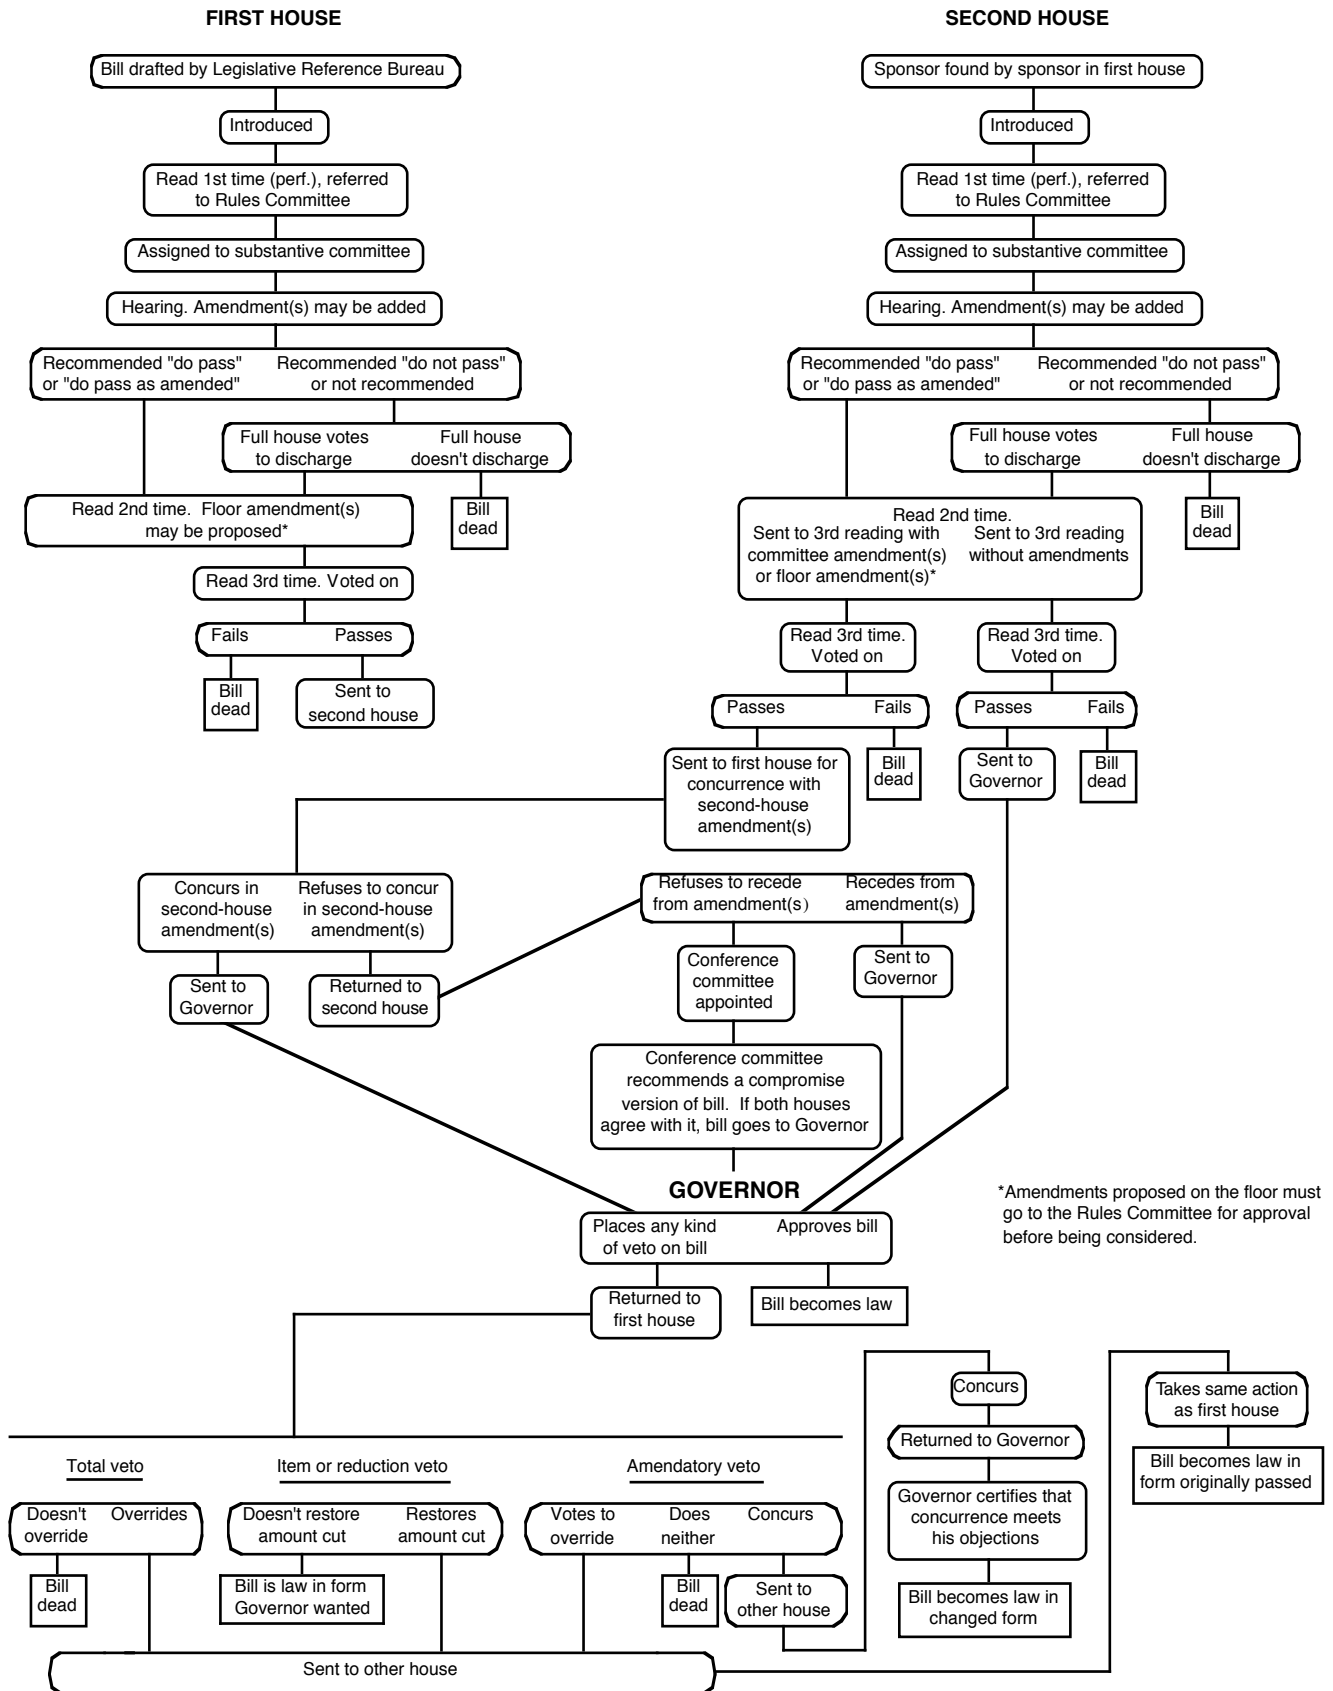 FIRST HOUSE
Bill drafted by Legislative Reference Bureau
Introduced
Read 1st time (perf.), referred
to Rules Committee
Assigned to substantive committee
Hearing. Amendment(s) may be added
Recommended "do pass"
or "do pass as amended"
Recommended "do not pass"
or not recommended
Full house votes
to discharge
Full house
doesn't discharge
Bill
dead
Read 2nd time. Floor amendment(s)
may be proposed*
Read 3rd time. Voted on
Fails
Passes
Bill
dead
Sent to
second house
SECOND HOUSE
Sponsor found by sponsor in first house
Introduced
Read 1st time (perf.), referred
to Rules Committee
Assigned to substantive committee
Hearing. Amendment(s) may be added
Recommended "do pass"
or "do pass as amended"
Recommended "do not pass"
or not recommended
Full house votes
to discharge
Full house
doesn't discharge
Bill
dead
Read 2nd time.
Sent to 3rd reading with
committee amendment(s)
or floor amendment(s)*
Sent to 3rd reading
without amendments
Read 3rd time.
Voted on
Read 3rd time.
Voted on
Passes
Fails
Passes
Fails
Sent to first house for
concurrence with
second-house
amendment(s)
Bill
dead
Sent to
Governor
Bill
dead
Concurs in
second-house
amendment(s)
Refuses to concur
in second-house
amendment(s)
Sent to
Governor
Returned to
second house
Refuses to recede
from amendment(s)
Recedes from
amendment(s)
Conference
committee
appointed
Sent to
Governor
Conference committee
recommends a compromise
version of bill. If both houses
agree with it, bill goes to Governor
GOVERNOR
Places any kind
of veto on bill
Approves bill
Returned to
first house
Bill becomes law
*Amendments proposed on the floor must
go to the Rules Committee for approval
before being considered.
Total veto
Doesn't
override
Overrides
Bill
dead
Item or reduction veto
Doesn't restore
amount cut
Restores
amount cut
Bill is law in form
Governor wanted
Amendatory veto
Votes to
override
Does
neither
Concurs
Bill
dead
Sent to
other house
Sent to other house
Concurs
Returned to Governor
Governor certifies that
concurrence meets
his objections
Bill becomes law in
changed form
Takes same action
as first house
Bill becomes law in
form originally passed